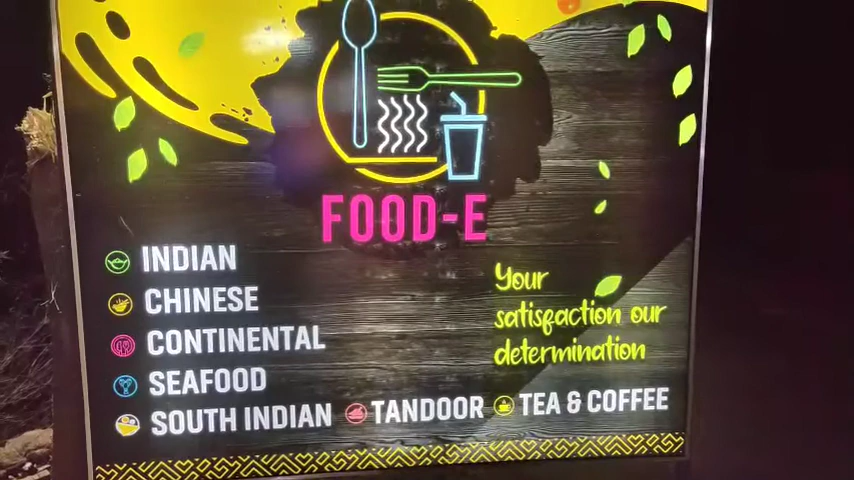 FOOD-E
INDIAN
CHINESE
CONTINENTAL
SEAFOOD
SOUTH INDIAN TANDOOR TEA & COFFEE
Your
satisfaction our
determination